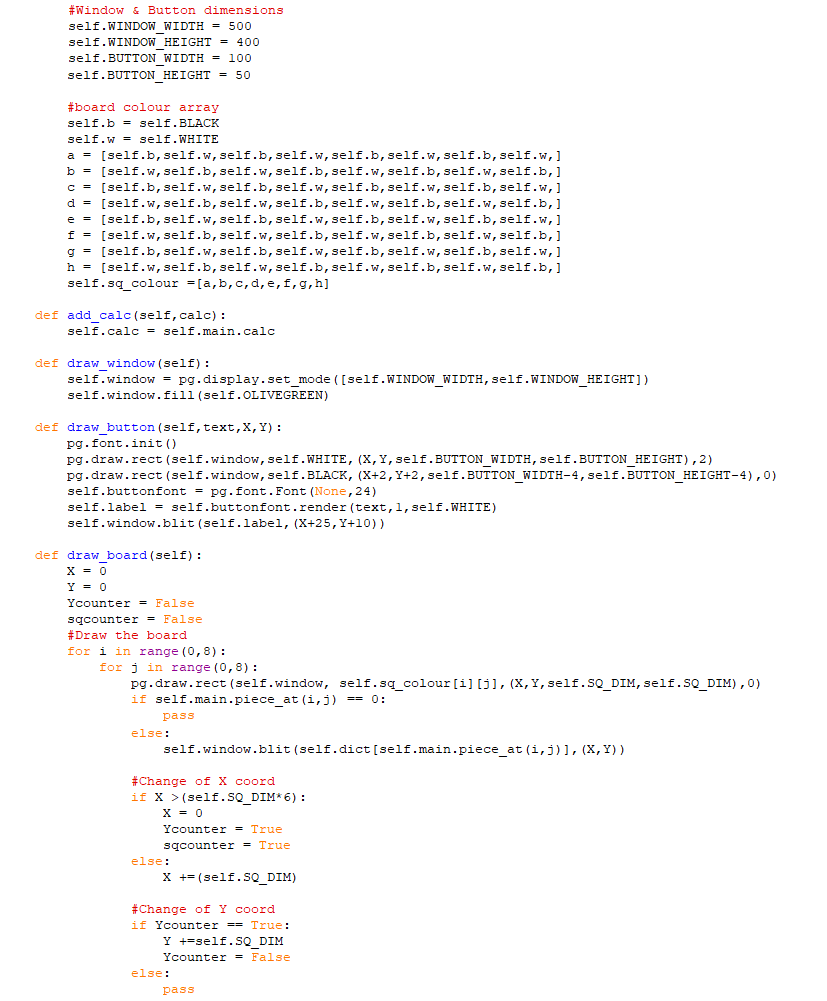 #Window & Button dimensions
self.WINDOW_WIDTH = 500
self.WINDOW_HEIGHT = 400
self.BUTTON_WIDTH = 100
self.BUTTON_HEIGHT = 50
#board colour array
self.b = self.BLACK
self.w = self.WHITE
a = [self.b,self.w,self.b,self.w,self.b,self.w,self.b,self.w,]
b = [self.w,self.b,self.w,self.b,self.w,self.b,self.w,self.b,]
c = [self.b,self.w,self.b,self.w,self.b,self.w,self.b,self.w,]
d = [self.w,self.b,self.w,self.b,self.w,self.b,self.w,self.b,]
e = [self.b,self.w,self.b,self.w,self.b,self.w,self.b,self.w,]
f = [self.w,self.b,self.w,self.b,self.w,self.b,self.w,self.b,]
g = [self.b,self.w,self.b,self.w,self.b,self.w,self.b,self.w,]
h = [self.w,self.b,self.w,self.b,self.w,self.b,self.w,self.b,]
self.sq_colour =[a,b,c,d,e,f,g,h]
def add_calc(self,calc):
self.calc = self.main.calc
def draw_window(self):
self.window = pg.display.set_mode([self.WINDOW_WIDTH,self.WINDOW_HEIGHT])
self.window.fill(self.OLIVEGREEN)
def draw_button(self,text,X,Y):
pg.font.init()
pg.draw.rect(self.window,self.WHITE,(X,Y,self.BUTTON_WIDTH,self.BUTTON_HEIGHT),2)
pg.draw.rect(self.window,self.BLACK,(X+2,Y+2,self.BUTTON_WIDTH-4,self.BUTTON_HEIGHT-4),0)
self.buttonfont = pg.font.Font(None,24)
self.label = self.buttonfont.render(text,1,self.WHITE)
self.window.blit(self.label,(X+25,Y+10))
def draw_board(self):
X = 0
Y = 0
Ycounter = False
sqcounter = False
#Draw the board
for i in range(0,8):
for j in range(0,8):
pg.draw.rect(self.window, self.sq_colour[i][j],(X,Y,self.SQ_DIM,self.SQ_DIM),0)
if self.main.piece_at(i,j) == 0:
pass
else:
self.window.blit(self.dict[self.main.piece_at(i,j)],(X,Y))
#Change of X coord
if X >(self.SQ_DIM*6):
X = 0
Ycounter = True
sqcounter = True
else:
X +=(self.SQ_DIM)
#Change of Y coord
if Ycounter == True:
Y +=self.SQ_DIM
Ycounter = False
else:
pass